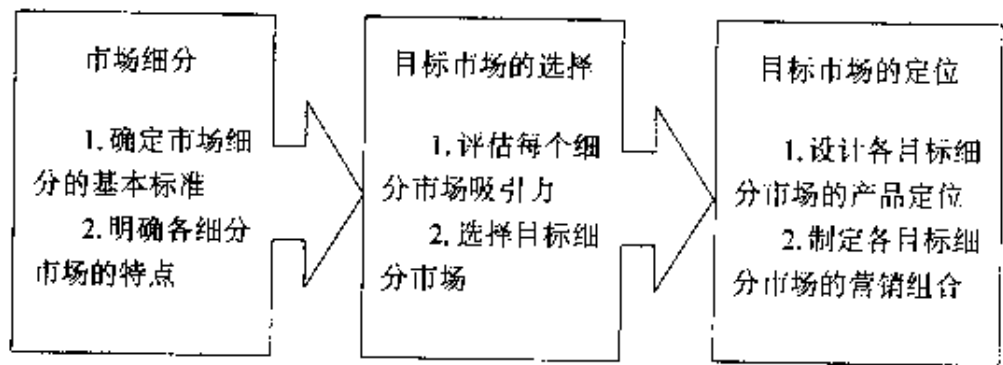 市场细分
1.确定市场细
分的基本标准
2.明确各细分
市场的特点
目标市场的选择
1.评估每个细
分市场吸引力
2.选择目标细
分市场
目标市场的定位
1.设计各目标细
分市场的产品定位
2.制定各目标细
分市场的营销组合